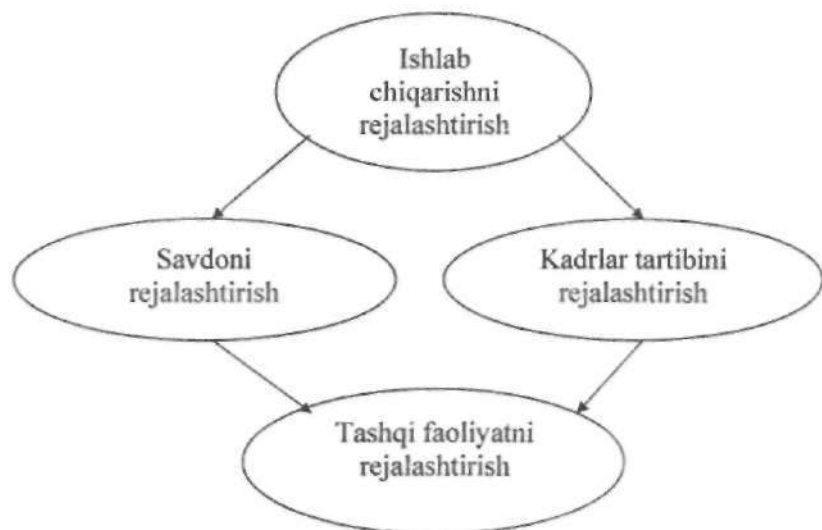 Ishlab
chiqarishni
rejalashtirish
Savdoni
rejalashtirish
Kadrlar tartibini
rejalashtirish
Tashqi faoliyatni
rejalashtirish